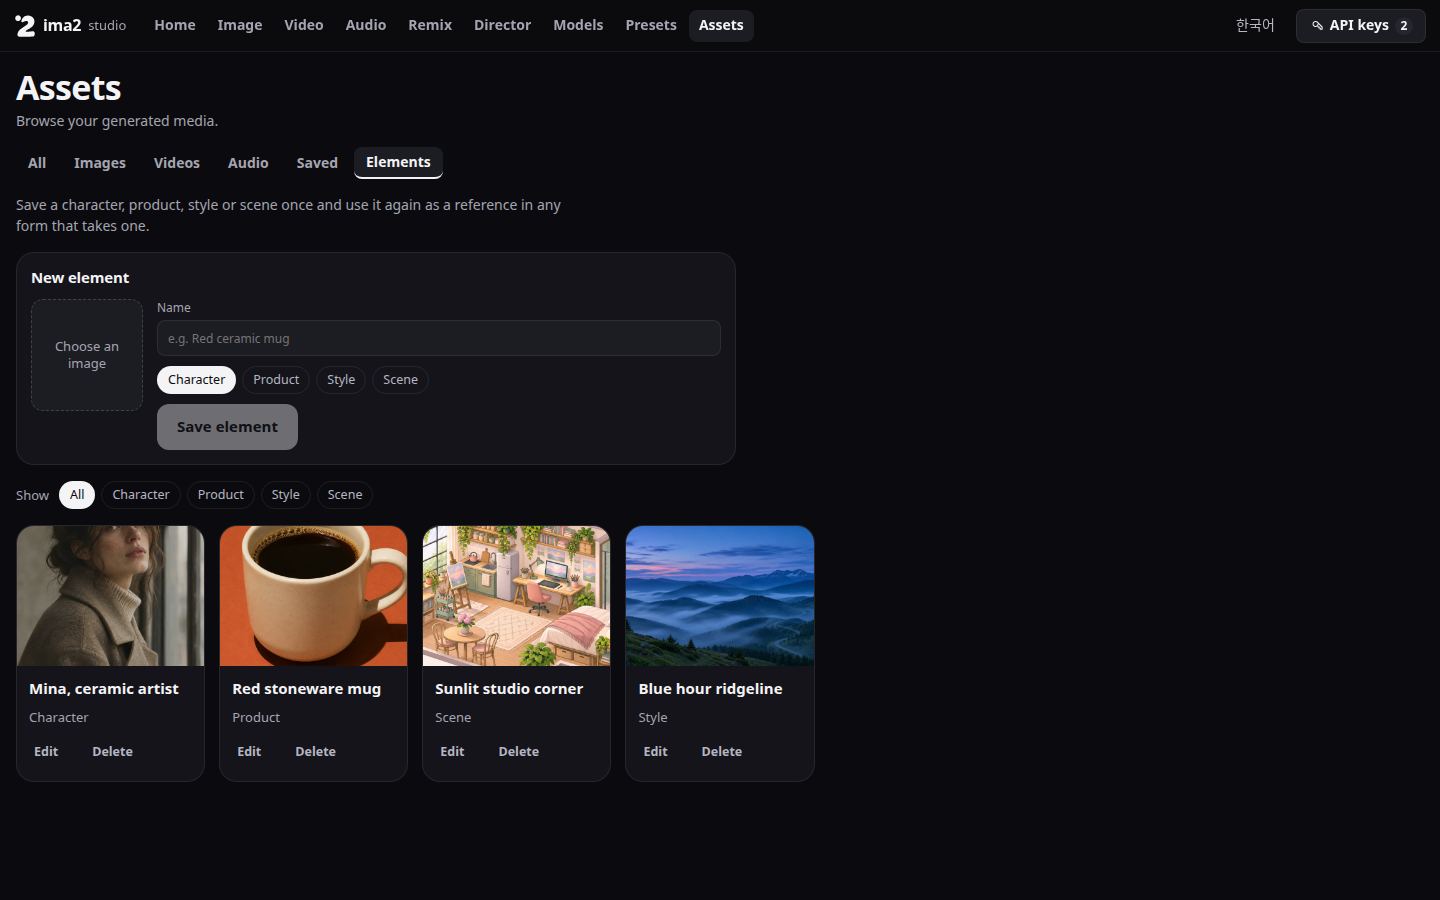 ima2 studio
Home Image Video Audio Remix Director Models Presets Assets
한국어
API keys 2
Assets
Browse your generated media.
All Images Videos Audio Saved Elements
Save a character, product, style or scene once and use it again as a reference in any
form that takes one.
New element
Choose an
image
Name
e.g. Red ceramic mug
Character Product Style Scene
Save element
Show All Character Product Style Scene
Mina, ceramic artist
Character
Edit Delete
Red stoneware mug
Product
Edit Delete
Sunlit studio corner
Scene
Edit Delete
Blue hour ridgeline
Style
Edit Delete